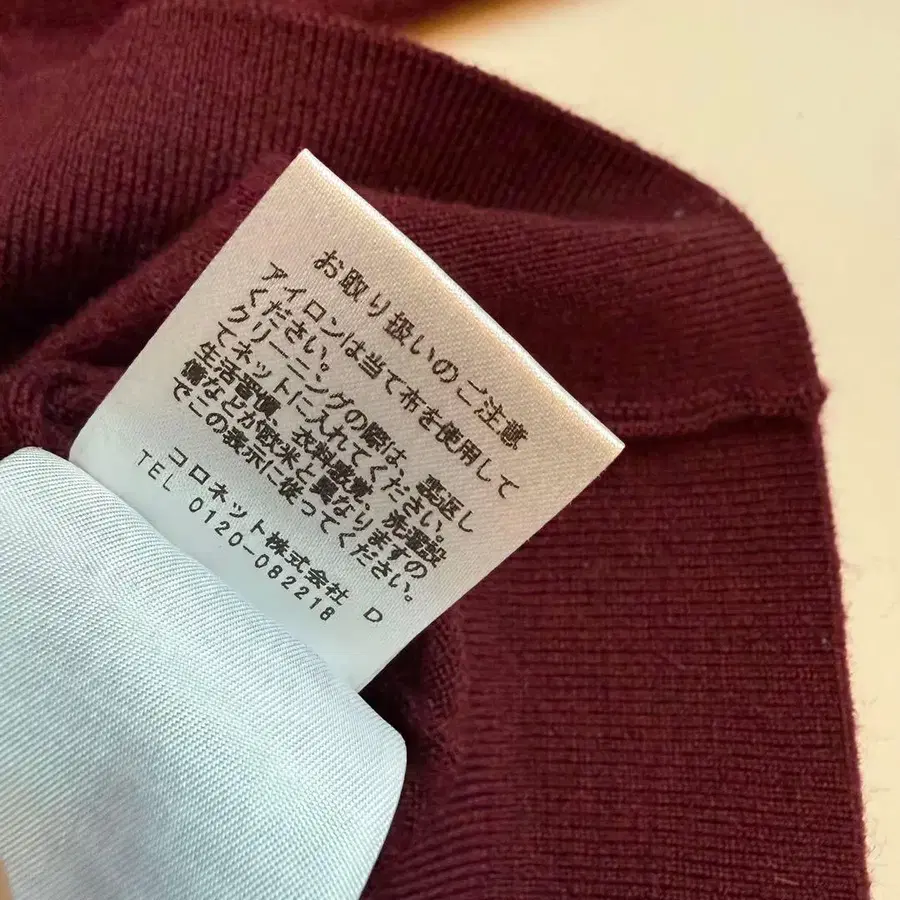 お取り扱いのご注意
アイロンは当て布を使用して
ください。
クリーニングの際は、裏返し
てネットに入れてください。
生活習慣、衣料感覚、洗濯設
備などが欧米と異なりますの
でこの表示に従ってください。
コロネット株式会社 D
TEL 0120-082218